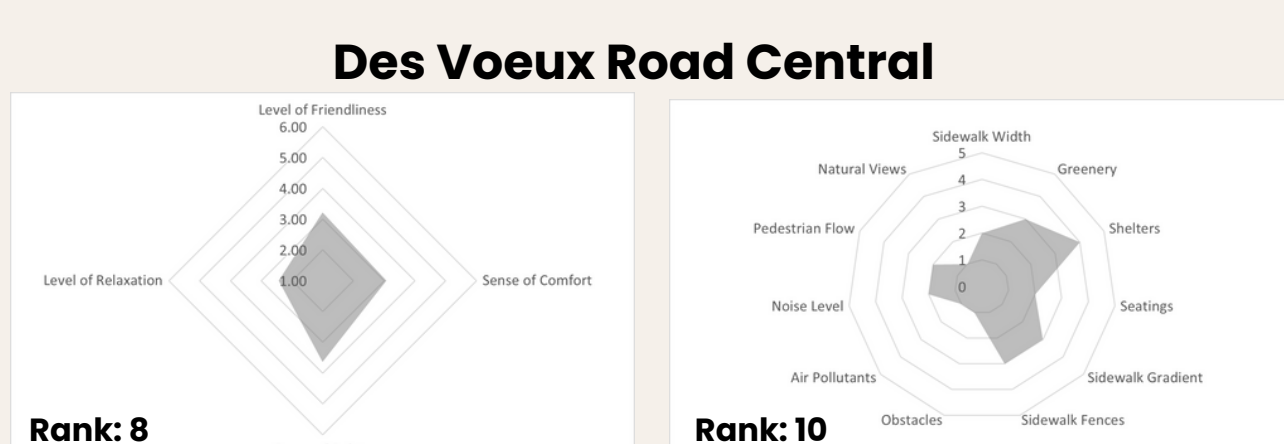 Des Voeux Road Central
Level of Friendliness
6.00
5.00
4.00
3.00
2.00
1.00
Level of Relaxation
Sense of Comfort
Rank: 8
Sidewalk Width
5
4
3
2
1
0
Natural Views
Greenery
Pedestrian Flow
Shelters
Noise Level
Seatings
Air Pollutants
Sidewalk Gradient
Obstacles
Sidewalk Fences
Rank: 10